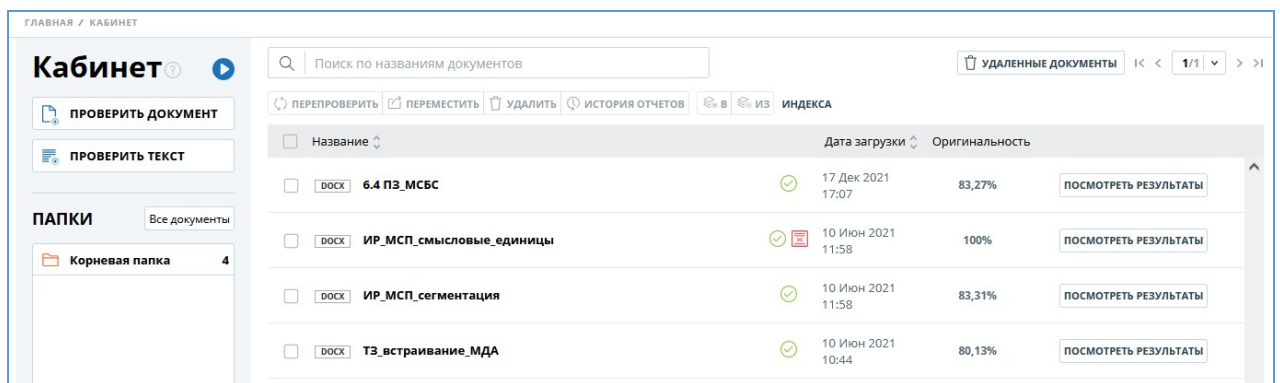 ГЛАВНАЯ / КАБИНЕТ
Кабинет
ПРОВЕРИТЬ ДОКУМЕНТ
ПРОВЕРИТЬ ТЕКСТ
ПАПКИ Все документы
Корневая папка 4
Поиск по названиям документов
УДАЛЕННЫЕ ДОКУМЕНТЫ |< < 1/1 > >|
ПЕРЕПРОВЕРИТЬ ПЕРЕМЕСТИТЬ УДАЛИТЬ ИСТОРИЯ ОТЧЕТОВ В ИЗ ИНДЕКСА
Название Дата загрузки Оригинальность
DOCX 6.4 ПЗ_МСБС 17 Дек 2021 83,27% ПОСМОТРЕТЬ РЕЗУЛЬТАТЫ
17:07
DOCX ИР_МСП_смысловые_единицы 10 Июн 2021 100% ПОСМОТРЕТЬ РЕЗУЛЬТАТЫ
11:58
DOCX ИР_МСП_сегментация 10 Июн 2021 83,31% ПОСМОТРЕТЬ РЕЗУЛЬТАТЫ
11:58
DOCX ТЗ_встраивание_МДА 10 Июн 2021 80,13% ПОСМОТРЕТЬ РЕЗУЛЬТАТЫ
10:44